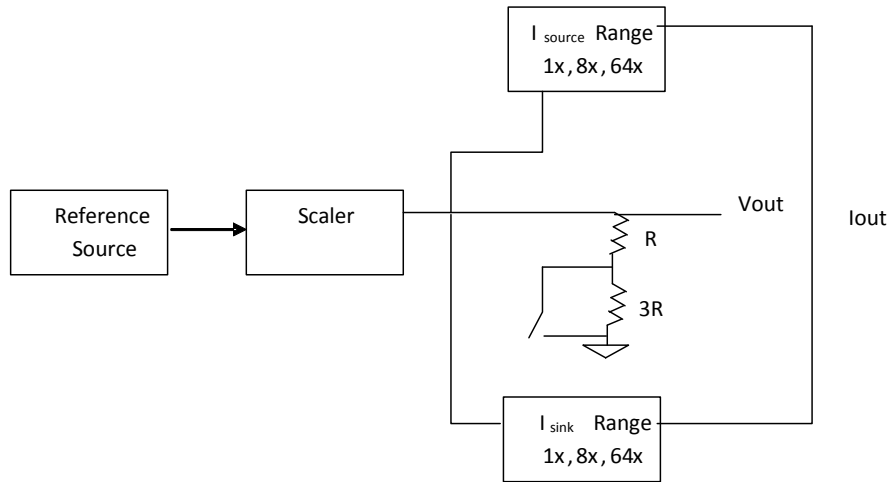 I source Range
1x, 8x, 64x
Reference
Source
Scaler
Vout
Iout
R
3R
I sink Range
1x, 8x, 64x